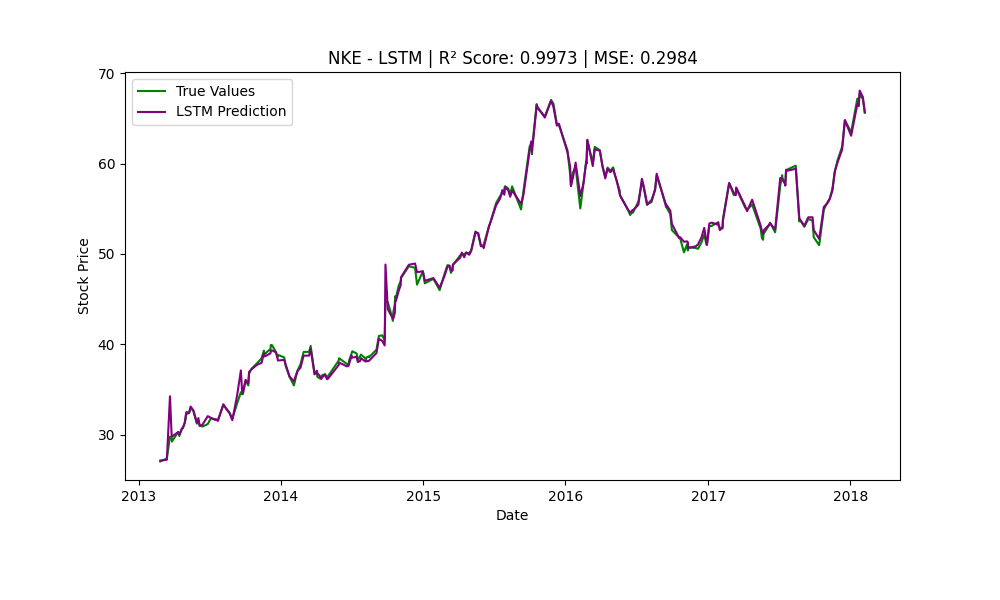 NKE - LSTM | R² Score: 0.9973 | MSE: 0.2984
True Values
LSTM Prediction
70
60
50
40
30
Stock Price
2013 2014 2015 2016 2017 2018
Date